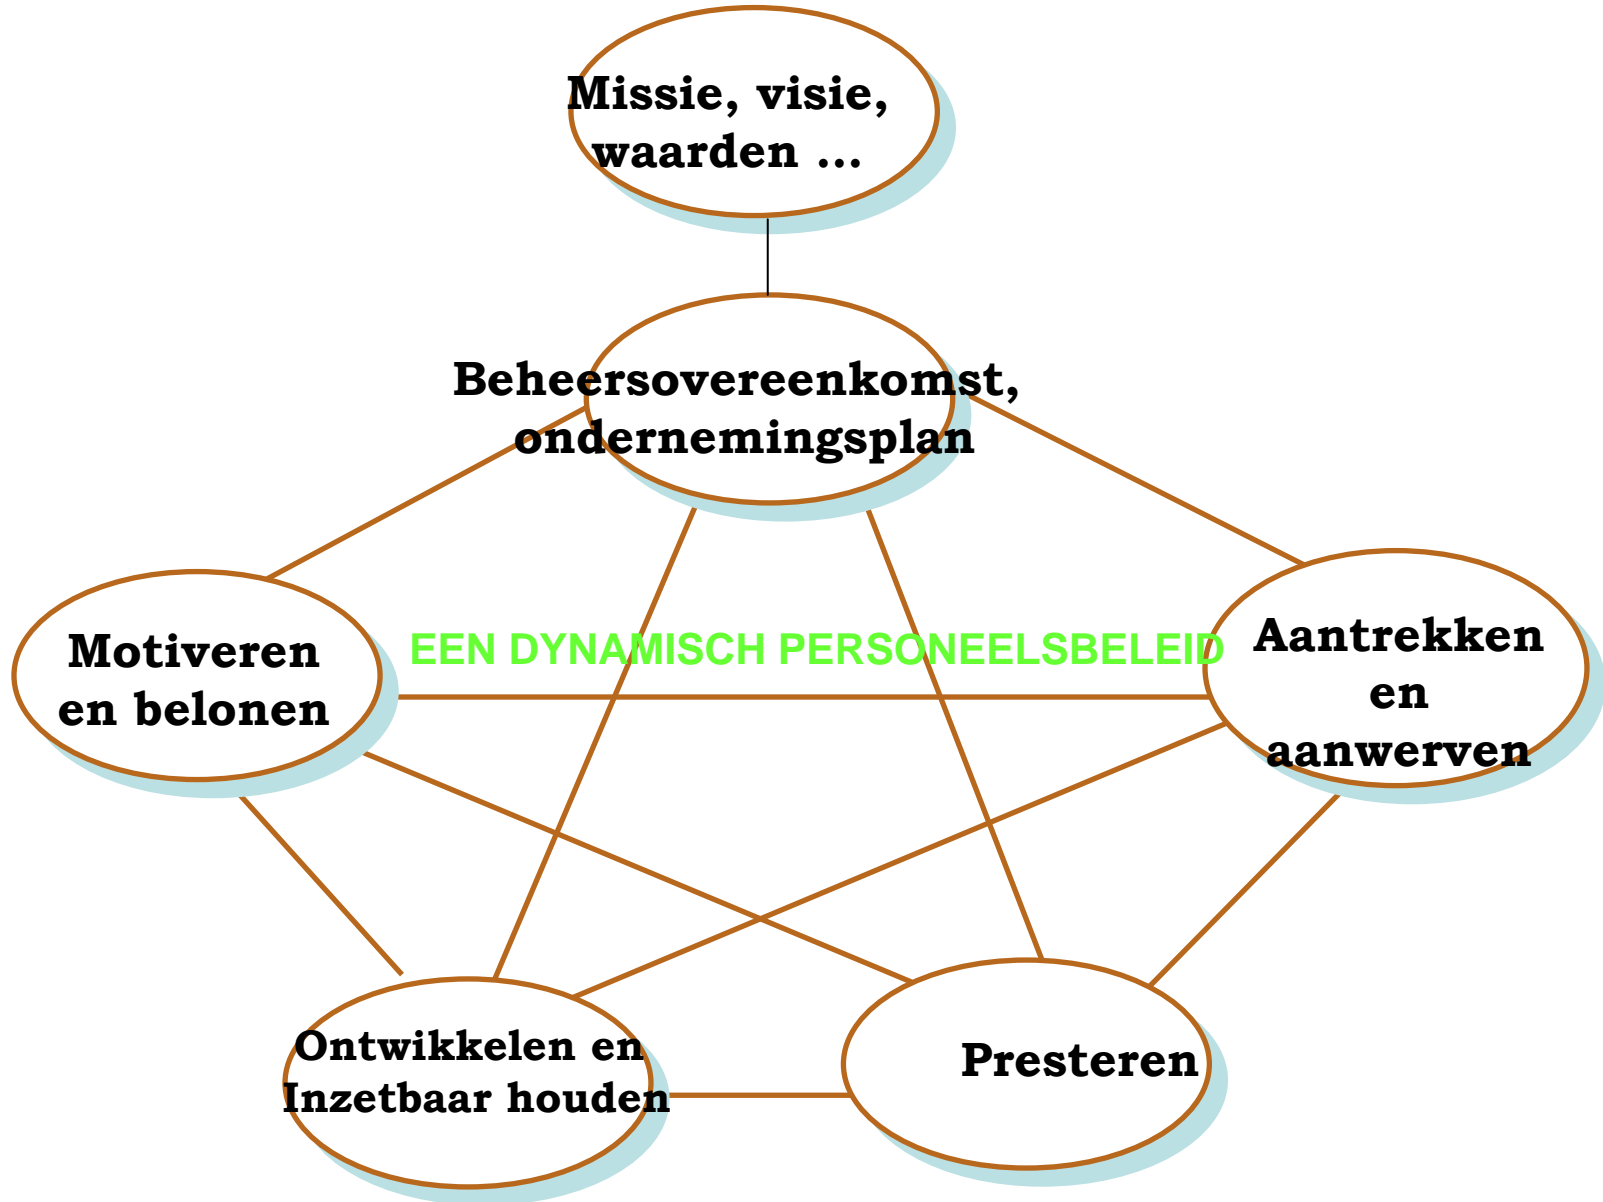 Missie, visie,
waarden ...
Beheersovereenkomst,
ondernemingsplan
EEN DYNAMISCH PERSONEELSBELEID
Motiveren
en belonen
Aantrekken
en
aanwerven
Ontwikkelen en
Inzetbaar houden
Presteren